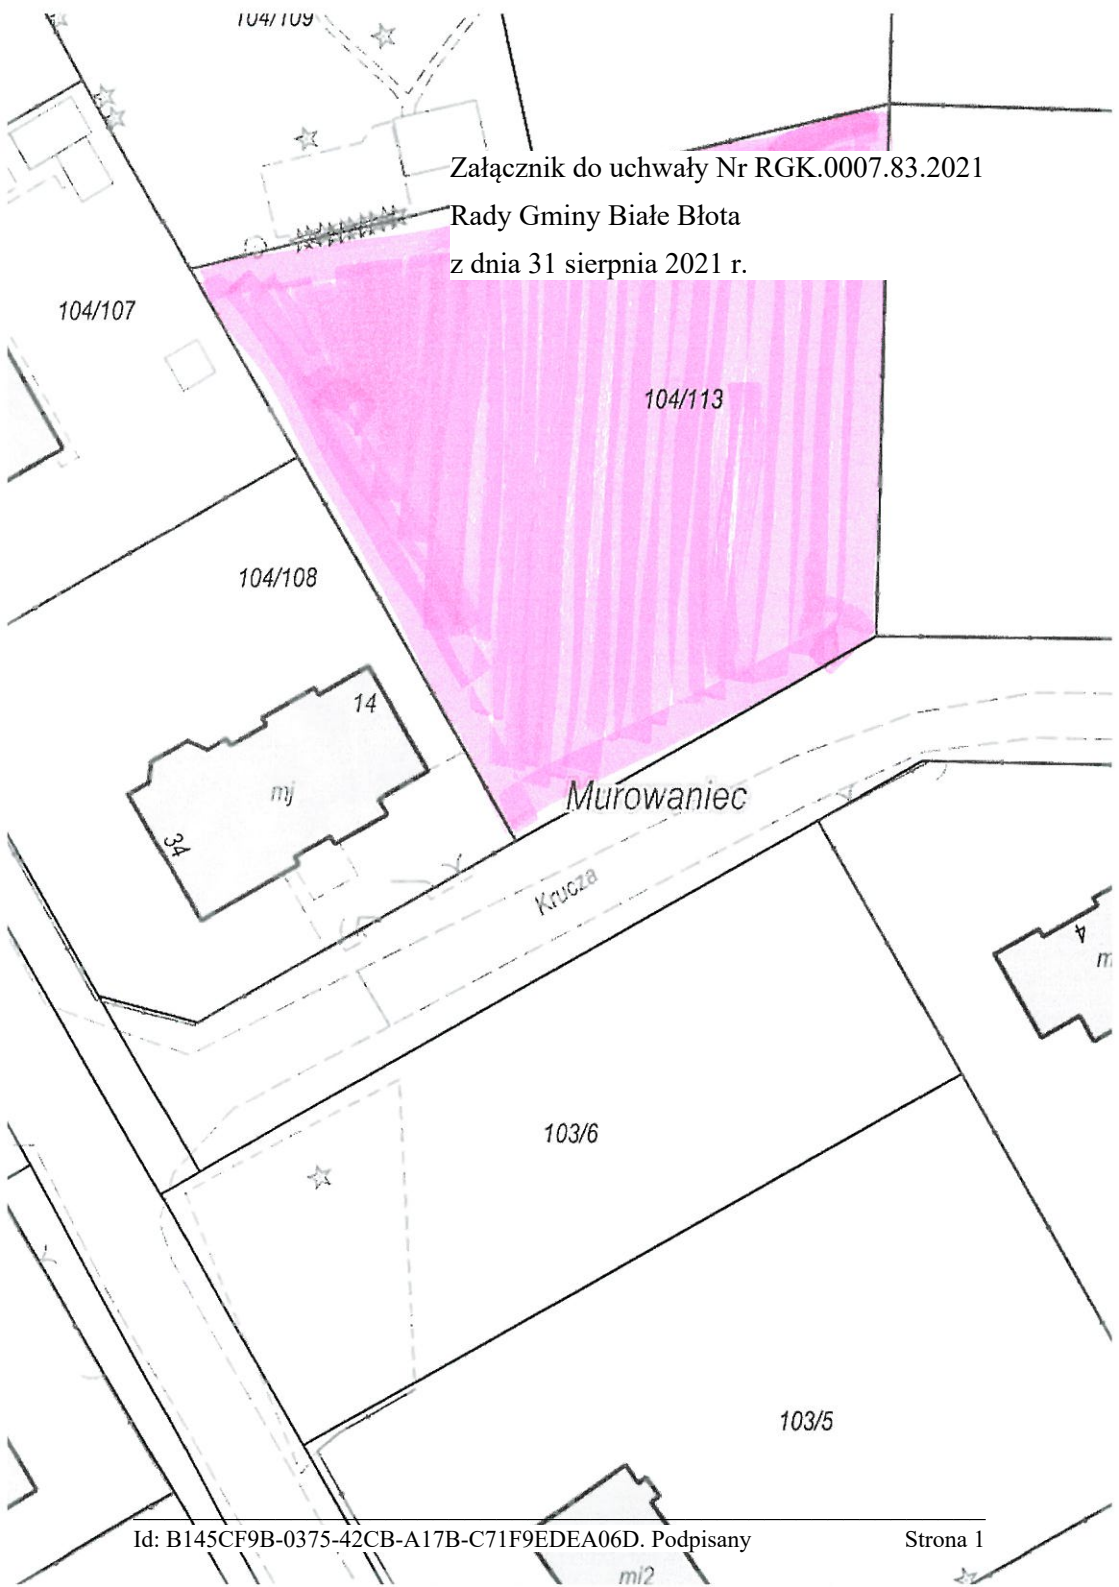 104/109
Załącznik do uchwały Nr RGK.0007.83.2021
Rady Gminy Białe Błota
z dnia 31 sierpnia 2021 r.
104/107
104/113
104/108
14
mj
34
Murowaniec
Krucza
4
m
103/6
103/5
Id: B145CF9B-0375-42CB-A17B-C71F9EDEA06D. Podpisany
Strona 1
mj2